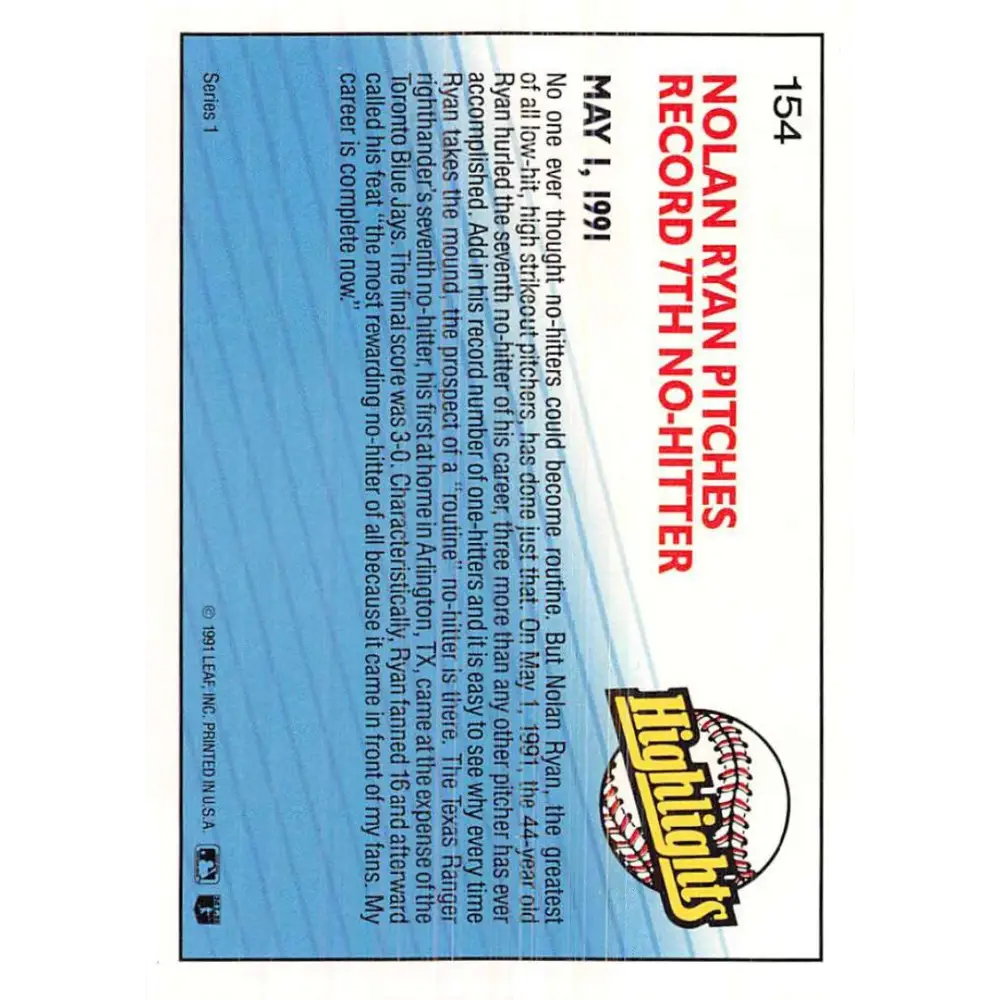 154
NOLAN RYAN PITCHES
RECORD 7TH NO-HITTER
Highlights
MAY 1, 1991
No one ever thought no-hitters could become routine. But Nolan Ryan, the greatest
of all low-hit, high strikeout pitchers, has done just that. On May 1, 1991, the 44-year old
Ryan hurled the seventh no-hitter of his career, three more than any other pitcher has ever
accomplished. Add in his record number of one-hitters and it is easy to see why every time
Ryan takes the mound, the prospect of a "routine" no-hitter is there. The Texas Ranger
righthander's seventh no-hitter, his first at home in Arlington, TX, came at the expense of the
Toronto Blue Jays. The final score was 3-0. Characteristically, Ryan fanned 16 and afterward
called his feat "the most rewarding no-hitter of all because it came in front of my fans. My
career is complete now."
Series 1
© 1991 LEAF, INC. PRINTED IN U.S.A.